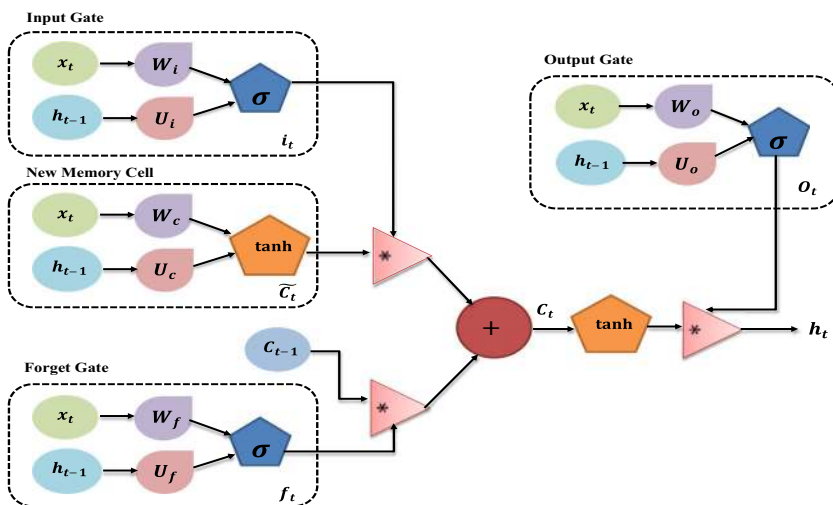 Input Gate
x_t W_i
σ
h_{t-1} U_i
i_t
New Memory Cell
x_t W_c
tanh
h_{t-1} U_c
\widetilde{C_t}
*
Output Gate
x_t W_o
σ
h_{t-1} U_o
O_t
C_{t-1}
+
C_t
tanh
*
h_t
*
Forget Gate
x_t W_f
σ
h_{t-1} U_f
f_t